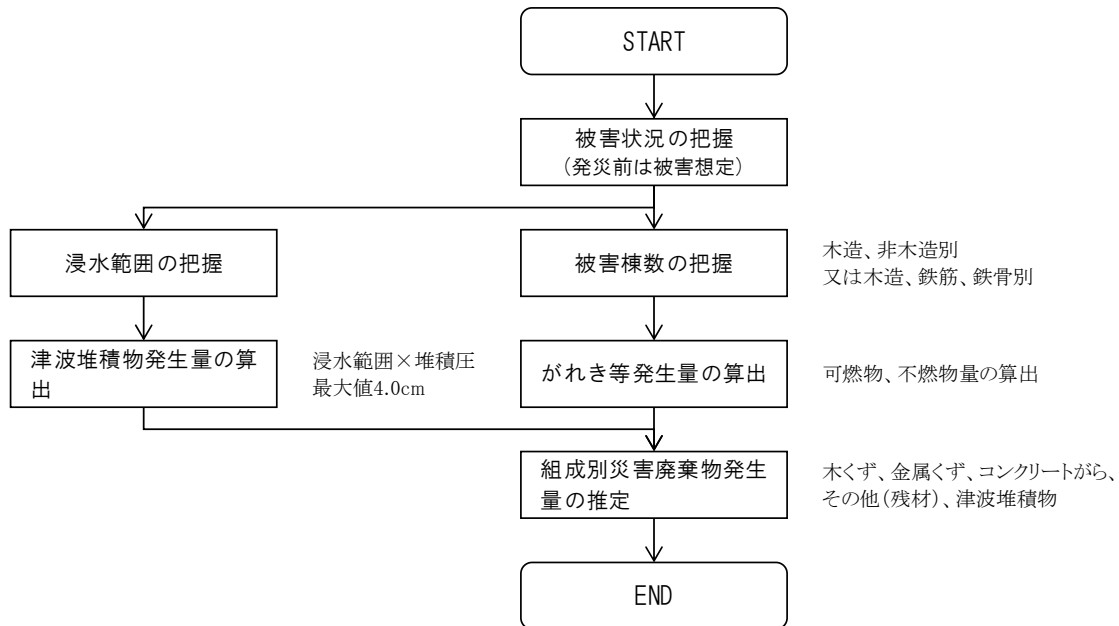 START
被害状況の把握
(発災前は被害想定)
浸水範囲の把握
被害棟数の把握
木造、非木造別
又は木造、鉄筋、鉄骨別
津波堆積物発生量の算
出
浸水範囲×堆積圧
最大値4.0cm
がれき等発生量の算出
可燃物、不燃物量の算出
組成別災害廃棄物発生
量の推定
木くず、金属くず、コンクリートがら、
その他(残材)、津波堆積物
END